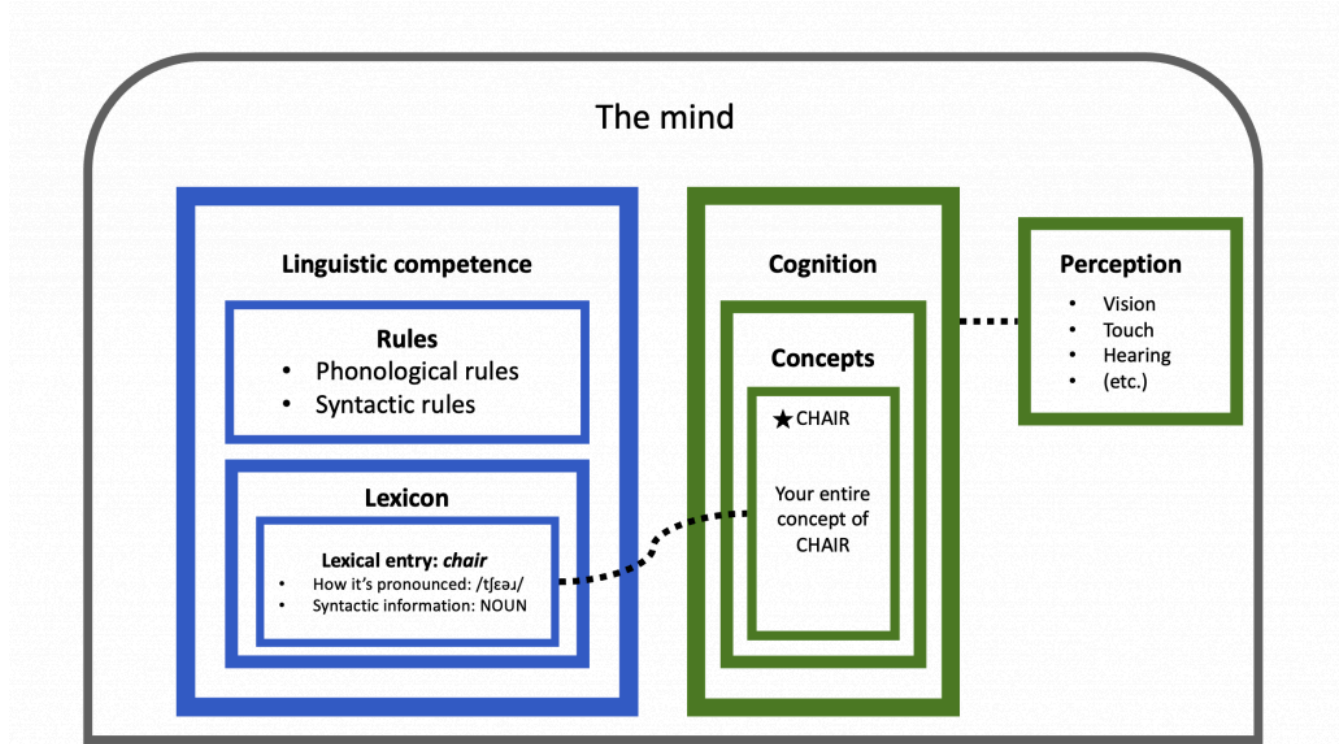 The mind
Linguistic competence
Rules
• Phonological rules
• Syntactic rules
Lexicon
Lexical entry: chair
• How it's pronounced: /tʃɛəɹ/
• Syntactic information: NOUN
Cognition
Concepts
★ CHAIR
Your entire
concept of
CHAIR
Perception
• Vision
• Touch
• Hearing
• (etc.)